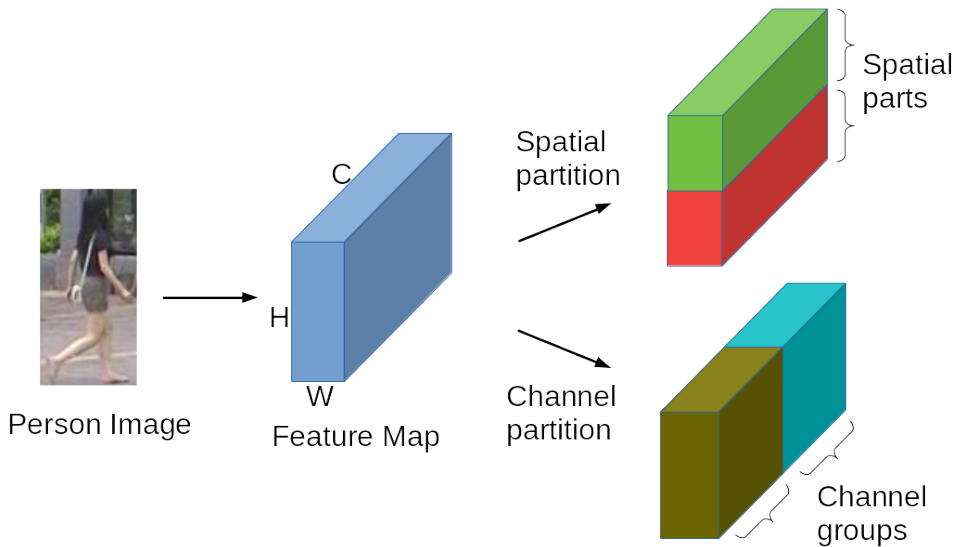 Person Image
C
H
W
Feature Map
Spatial
partition
Spatial
parts
Channel
partition
Channel
groups